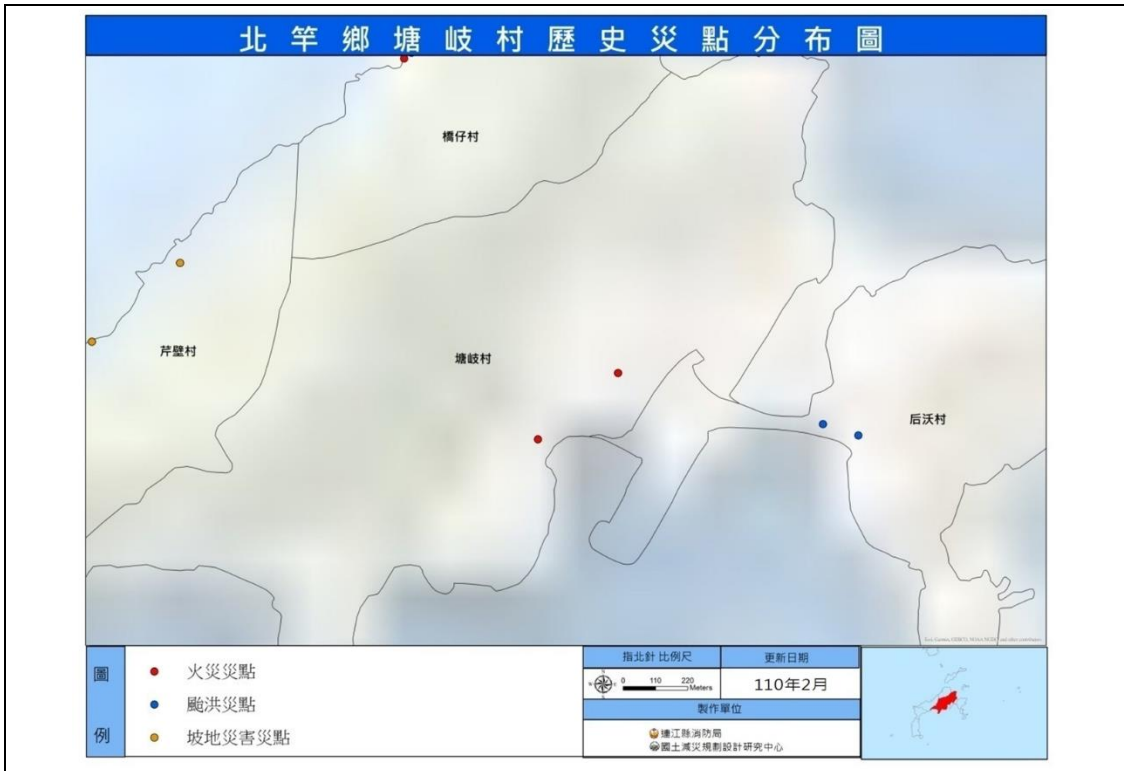 北竿鄉塘岐村歷史災點分布圖
橋仔村
芹壁村
塘岐村
后沃村
圖例
火災災點
颱洪災點
坡地災害災點
指北針 比例尺
0 110 220
Meters
更新日期
110年2月
製作單位
連江縣消防局
國土減災規劃設計研究中心